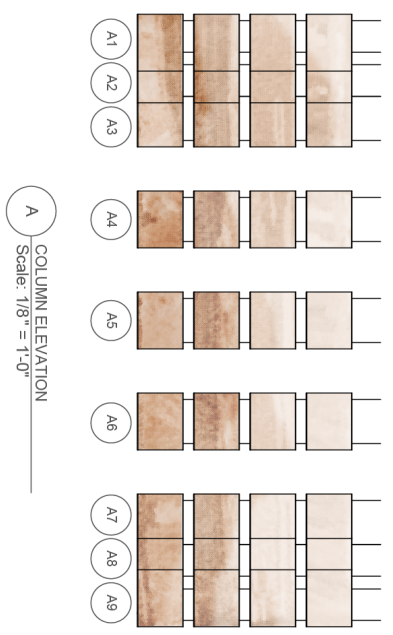 A1
A2
A3
A4
A5
A6
A7
A8
A9
A
COLUMN ELEVATION
Scale: 1/8" = 1'-0"